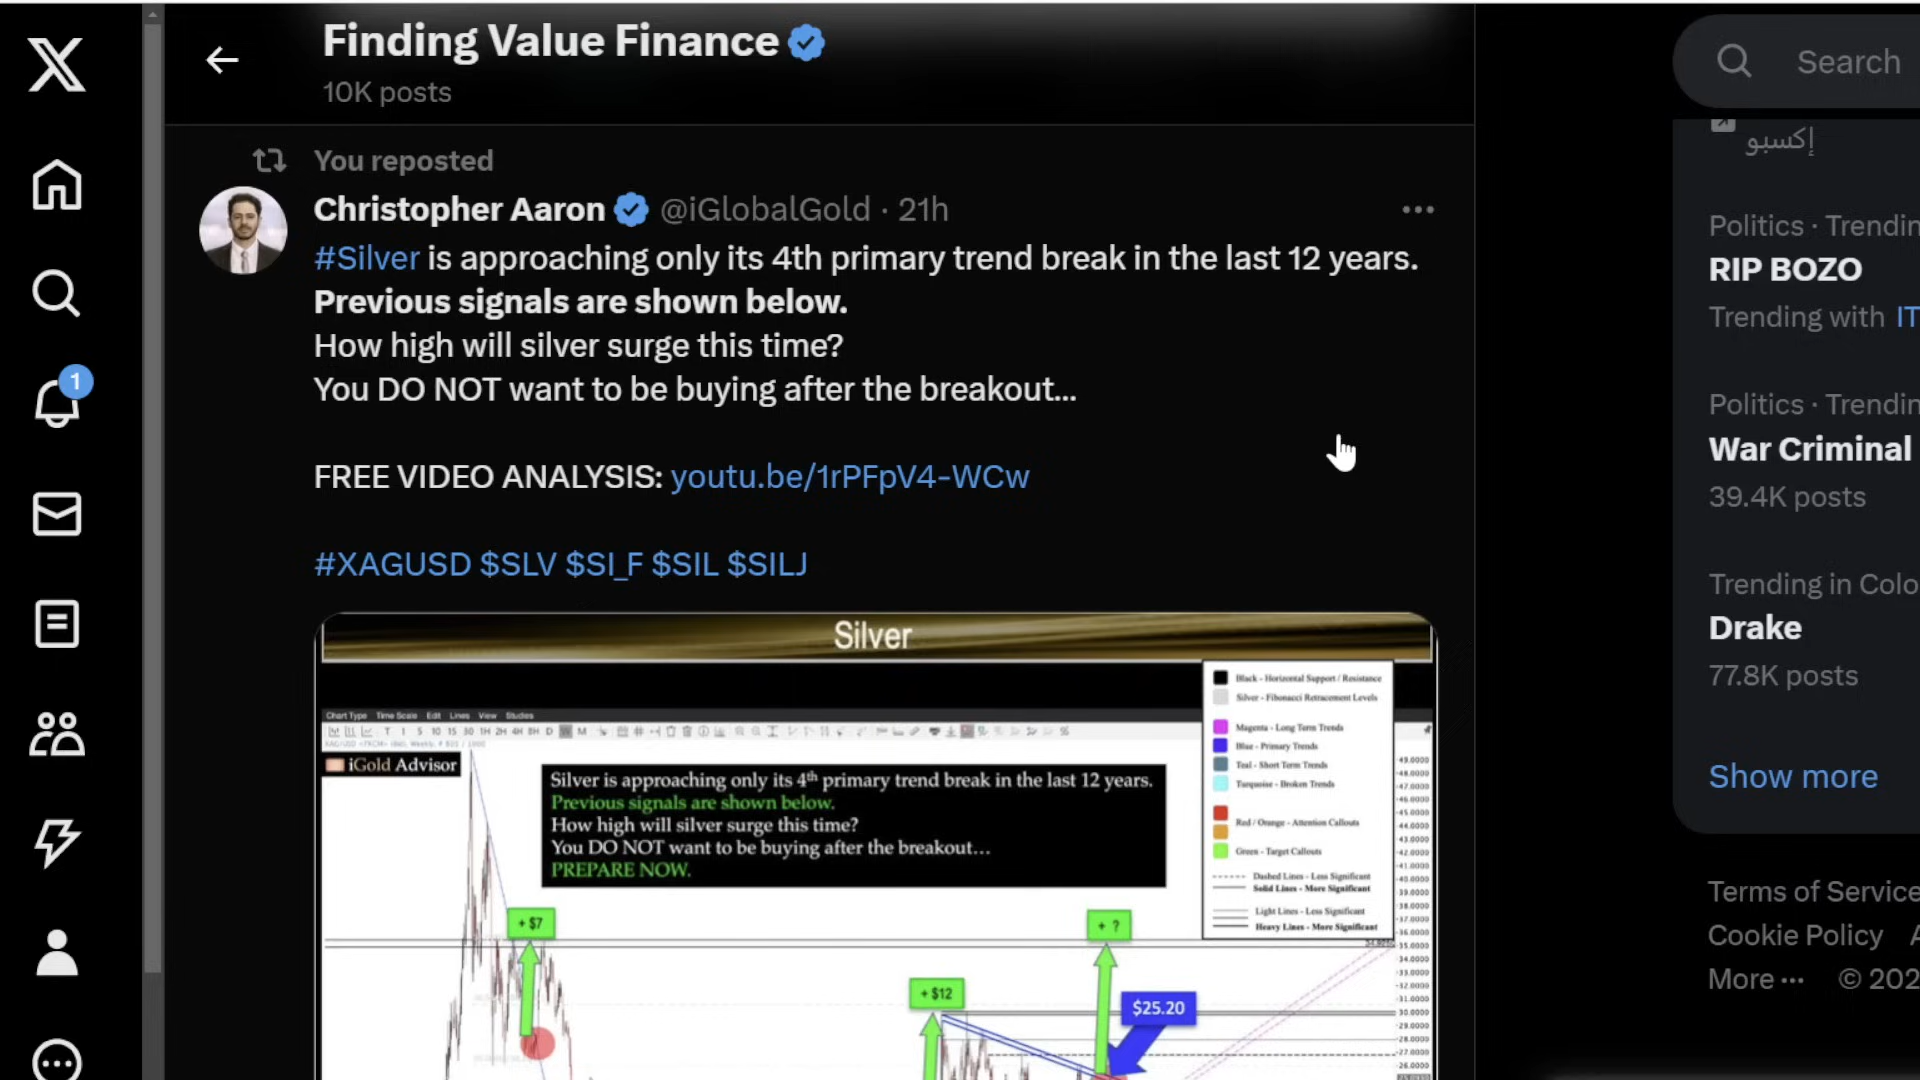 Finding Value Finance
10K posts
Search
إكسبو
You reposted
Christopher Aaron @iGlobalGold · 21h
#Silver is approaching only its 4th primary trend break in the last 12 years.
Previous signals are shown below.
How high will silver surge this time?
You DO NOT want to be buying after the breakout...
FREE VIDEO ANALYSIS: youtu.be/1rPFpV4-WCw
#XAGUSD $SLV $SI_F $SIL $SILJ
1
Silver
Chart Type Time Scale Edit Lines View Studies
iGold Advisor
Silver is approaching only its 4th primary trend break in the last 12 years.
Previous signals are shown below.
How high will silver surge this time?
You DO NOT want to be buying after the breakout...
PREPARE NOW.
Black - Horizontal Support / Resistance
Silver - Fibonacci Retracement Levels
Magenta - Long Term Trends
Blue - Primary Trends
Teal - Short Term Trends
Turquoise - Broken Trends
Red / Orange - Attention Callouts
Green - Target Callouts
Dashed Lines - Less Significant
Solid Lines - More Significant
Light Lines - Less Significant
Heavy Lines - More Significant
+ $7
+ $12
+ ?
$25.20
Politics · Trendin
RIP BOZO
Trending with IT
Politics · Trendin
War Criminal
39.4K posts
Trending in Colo
Drake
77.8K posts
Show more
Terms of Service
Cookie Policy
More ··· © 202